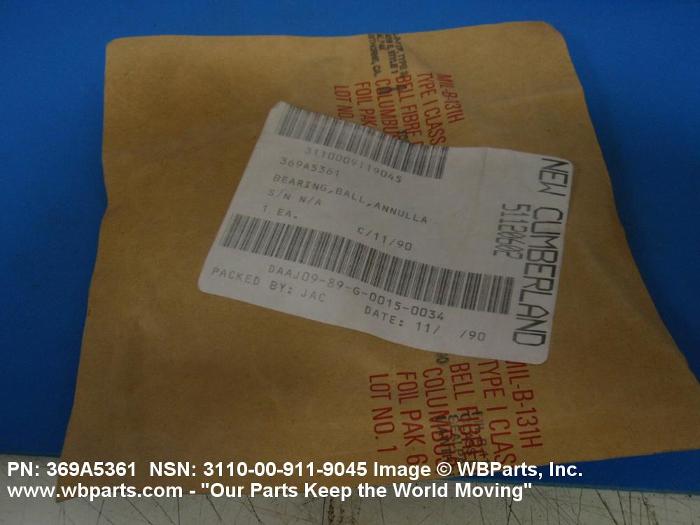 MIL-B-131H
TYPE I CLASS
BELL FIBRE
COLUMBUS
FOIL PAK
LOT NO.
3110009119045
369A5361
BEARING,BALL,ANNULLA
S/N N/A
1 EA.
C/11/90
DAAJ09-89-G-0015-0034
PACKED BY: JAC
DATE: 11/ /90
NEW CUMBERLAND
51120602
MIL-B-131H
TYPE I CLASS
BELL FIBRE
COLUMBUS
FOIL PAK 6
LOT NO. 1
PN: 369A5361 NSN: 3110-00-911-9045 Image © WBParts, Inc.
www.wbparts.com - "Our Parts Keep the World Moving"